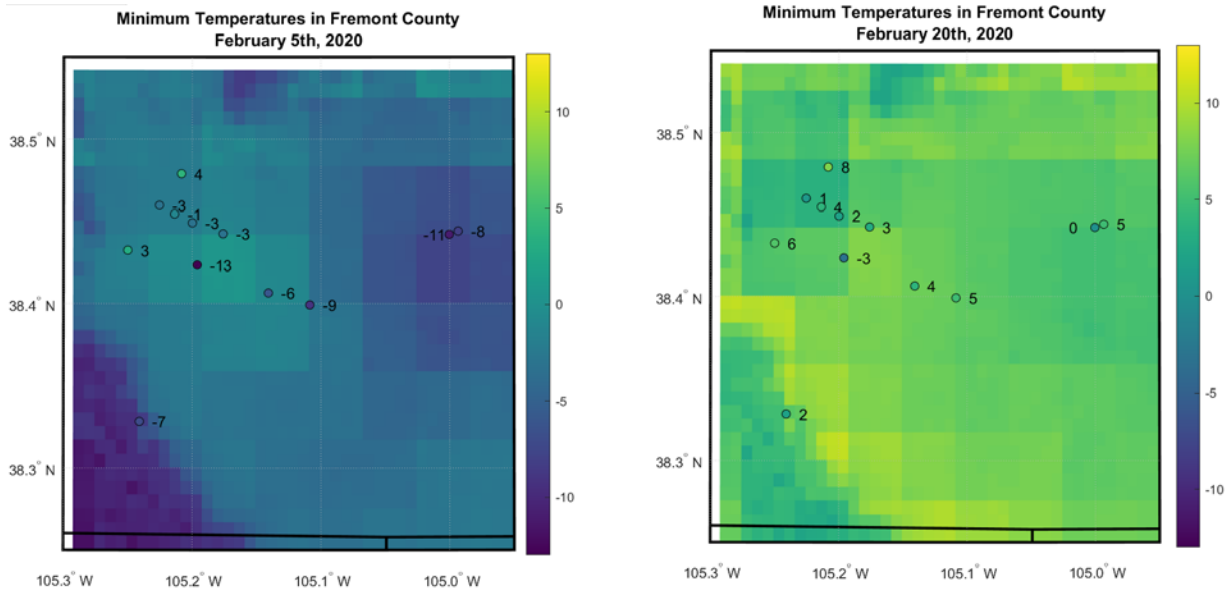 Minimum Temperatures in Fremont County
February 5th, 2020
38.5° N
38.4° N
38.3° N
105.3° W
105.2° W
105.1° W
105.0° W
4
-3
-1
-3
-3
3
-13
-6
-9
-11
-8
-7
10
5
0
-5
-10
Minimum Temperatures in Fremont County
February 20th, 2020
38.5° N
38.4° N
38.3° N
105.3° W
105.2° W
105.1° W
105.0° W
8
1
4
2
3
6
-3
4
5
0
5
2
10
5
0
-5
-10